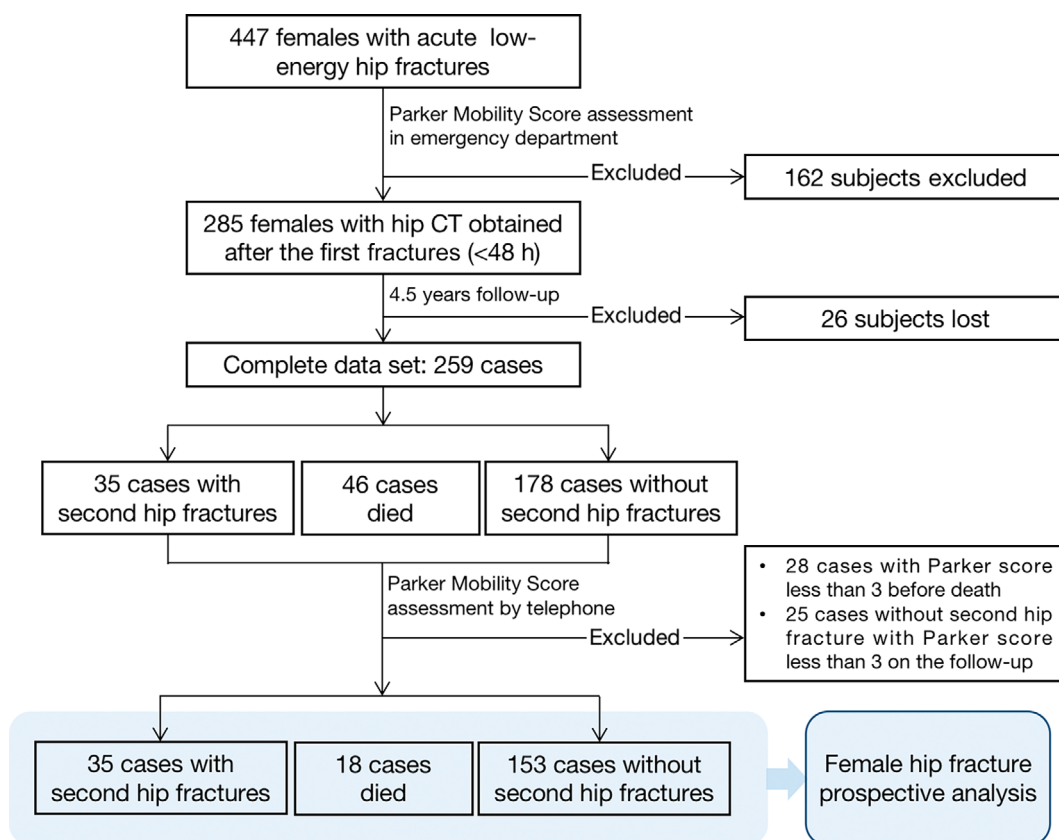 447 females with acute low-
energy hip fractures
Parker Mobility Score assessment
in emergency department
Excluded
162 subjects excluded
285 females with hip CT obtained
after the first fractures (<48 h)
4.5 years follow-up
Excluded
26 subjects lost
Complete data set: 259 cases
35 cases with
second hip fractures
46 cases
died
178 cases without
second hip fractures
Parker Mobility Score
assessment by telephone
Excluded
• 28 cases with Parker score
less than 3 before death
• 25 cases without second hip
fracture with Parker score
less than 3 on the follow-up
35 cases with
second hip fractures
18 cases
died
153 cases without
second hip fractures
Female hip fracture
prospective analysis